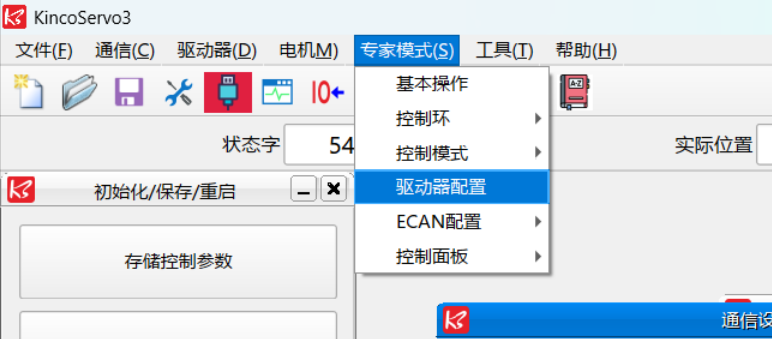 KincoServo3
文件(F) 通信(C) 驱动器(D) 电机(M) 专家模式(S) 工具(T) 帮助(H)
基本操作
控制环
状态字 54 实际位置
控制模式
初始化/保存/重启 驱动器配置
ECAN配置
存储控制参数 控制面板
通信设